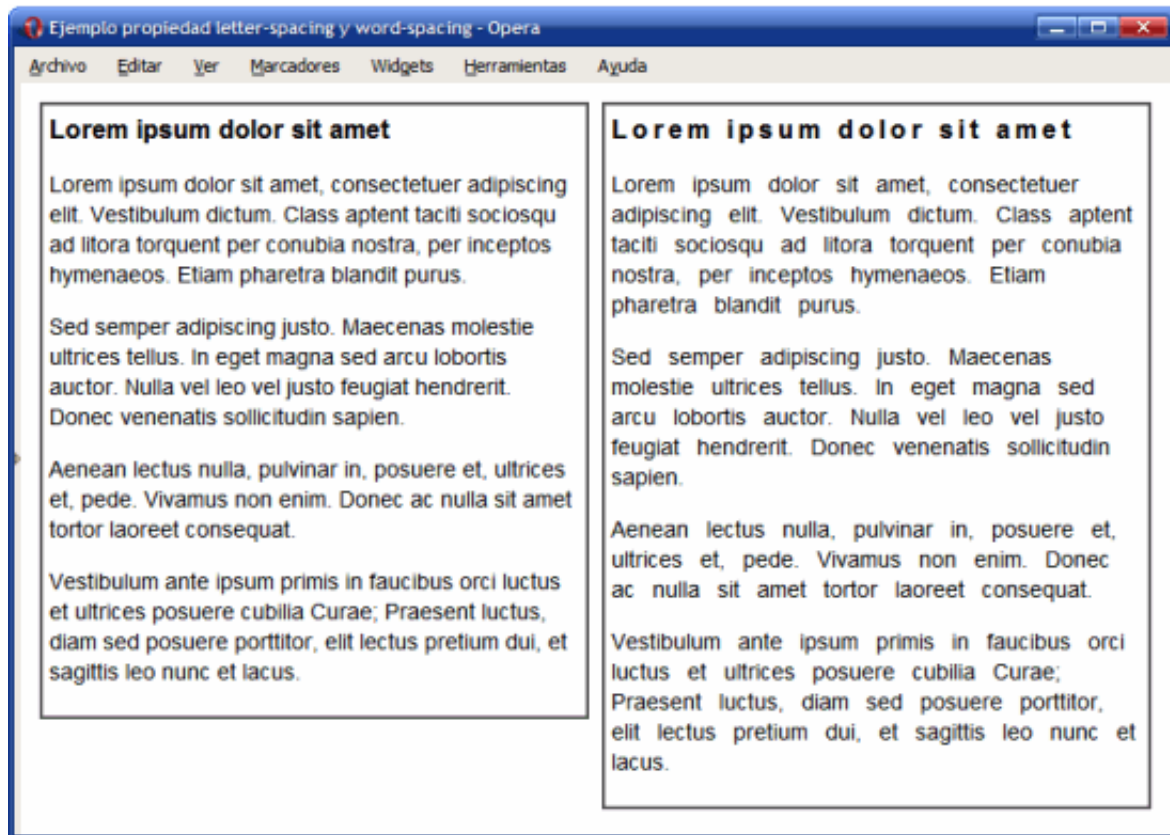 Ejemplo propiedad letter-spacing y word-spacing - Opera
Archivo Editar Ver Marcadores Widgets Herramientas Ayuda
Lorem ipsum dolor sit amet
Lorem ipsum dolor sit amet, consectetuer adipiscing
elit. Vestibulum dictum. Class aptent taciti sociosqu
ad litora torquent per conubia nostra, per inceptos
hymenaeos. Etiam pharetra blandit purus.
Sed semper adipiscing justo. Maecenas molestie
ultrices tellus. In eget magna sed arcu lobortis
auctor. Nulla vel leo vel justo feugiat hendrerit.
Donec venenatis sollicitudin sapien.
Aenean lectus nulla, pulvinar in, posuere et, ultrices
et, pede. Vivamus non enim. Donec ac nulla sit amet
tortor laoreet consequat.
Vestibulum ante ipsum primis in faucibus orci luctus
et ultrices posuere cubilia Curae; Praesent luctus,
diam sed posuere porttitor, elit lectus pretium dui, et
sagittis leo nunc et lacus.
Lorem ipsum dolor sit amet
Lorem ipsum dolor sit amet, consectetuer
adipiscing elit. Vestibulum dictum. Class aptent
taciti sociosqu ad litora torquent per conubia
nostra, per inceptos hymenaeos. Etiam
pharetra blandit purus.
Sed semper adipiscing justo. Maecenas
molestie ultrices tellus. In eget magna sed
arcu lobortis auctor. Nulla vel leo vel justo
feugiat hendrerit. Donec venenatis sollicitudin
sapien.
Aenean lectus nulla, pulvinar in, posuere et,
ultrices et, pede. Vivamus non enim. Donec
ac nulla sit amet tortor laoreet consequat.
Vestibulum ante ipsum primis in faucibus orci
luctus et ultrices posuere cubilia Curae;
Praesent luctus, diam sed posuere porttitor,
elit lectus pretium dui, et sagittis leo nunc et
lacus.